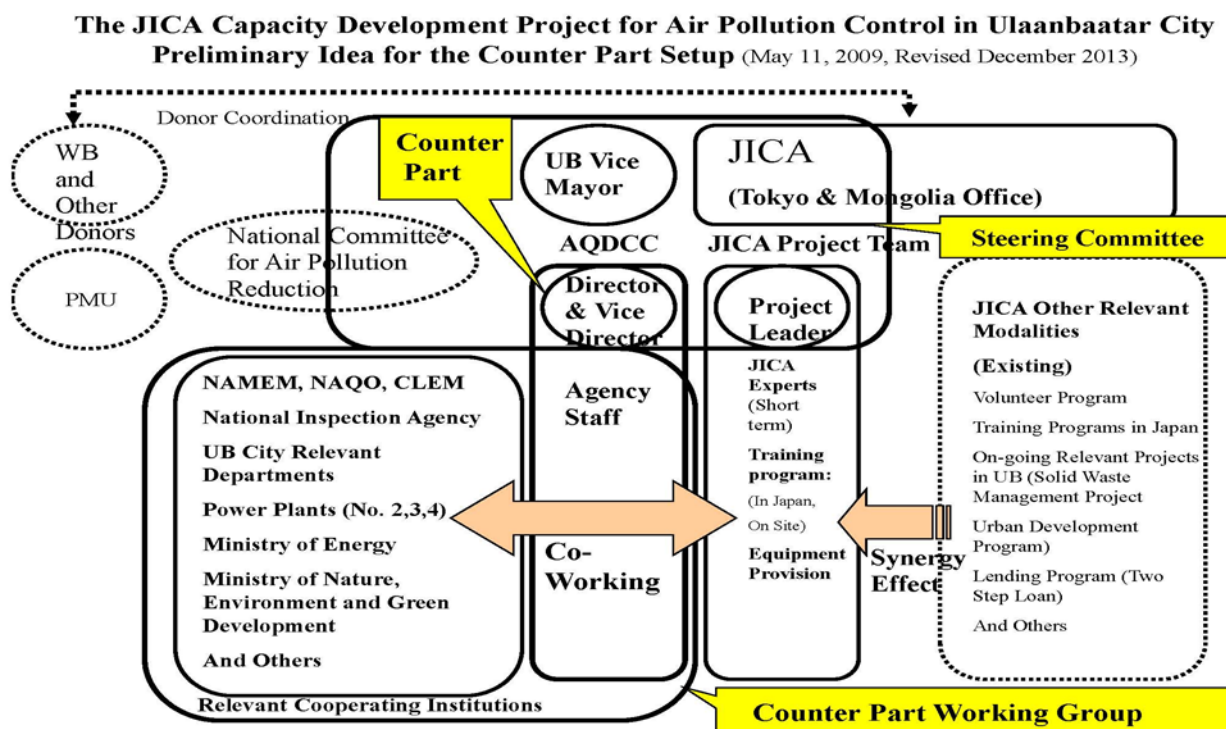 The JICA Capacity Development Project for Air Pollution Control in Ulaanbaatar City
Preliminary Idea for the Counter Part Setup (May 11, 2009, Revised December 2013)
Donor Coordination
WB
and
Other
Donors
PMU
National Committee
for Air Pollution
Reduction
Counter
Part
UB Vice
Mayor
JICA
(Tokyo & Mongolia Office)
Steering Committee
AQDCC
Director
& Vice
Director
Agency
Staff
Co-
Working
JICA Project Team
Project
Leader
JICA
Experts
(Short
term)
Training
program:
(In Japan,
On Site)
Equipment
Provision
NAMEM, NAQO, CLEM
National Inspection Agency
UB City Relevant
Departments
Power Plants (No. 2,3,4)
Ministry of Energy
Ministry of Nature,
Environment and Green
Development
And Others
Relevant Cooperating Institutions
Synergy
Effect
JICA Other Relevant
Modalities
(Existing)
Volunteer Program
Training Programs in Japan
On-going Relevant Projects
in UB (Solid Waste
Management Project
Urban Development
Program)
Lending Program (Two
Step Loan)
And Others
Counter Part Working Group